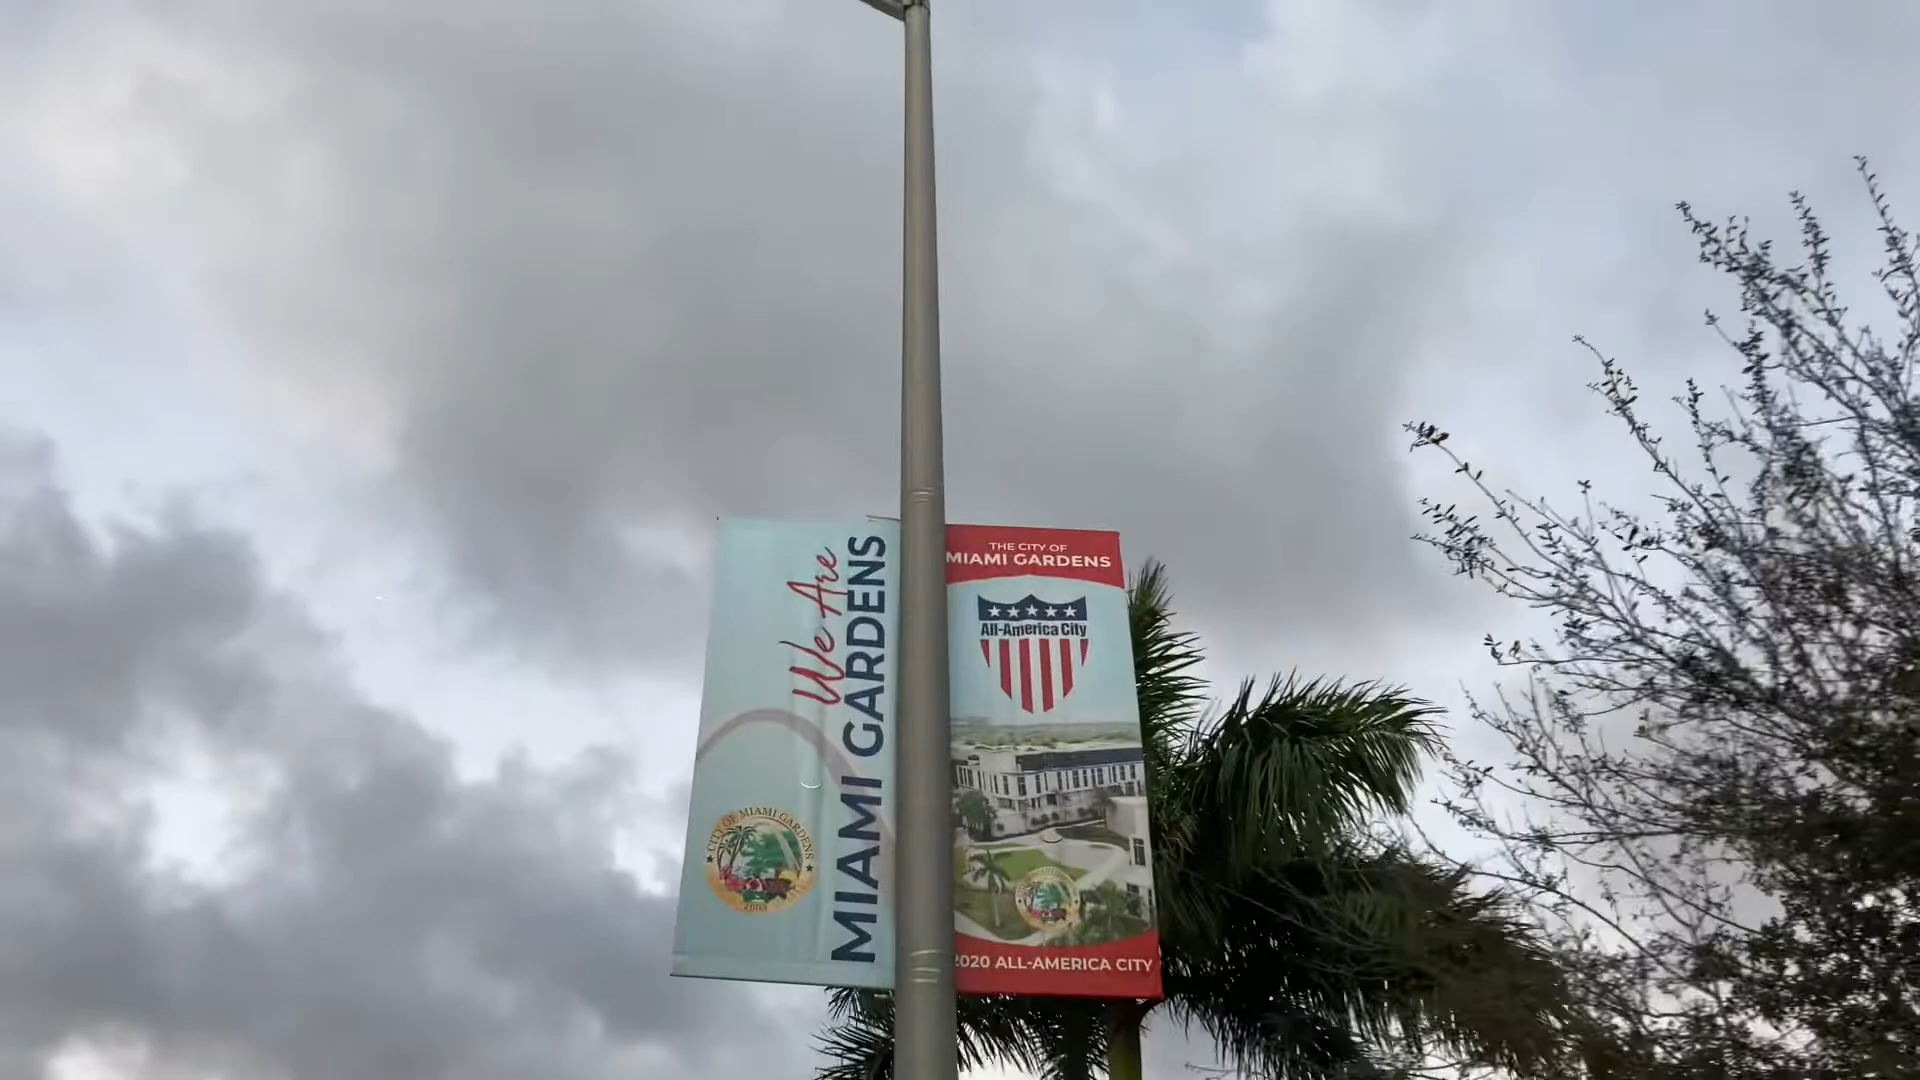 We Are
MIAMI GARDENS
CITY OF MIAMI GARDENS
2003
THE CITY OF
MIAMI GARDENS
All-America City
2020 ALL-AMERICA CITY